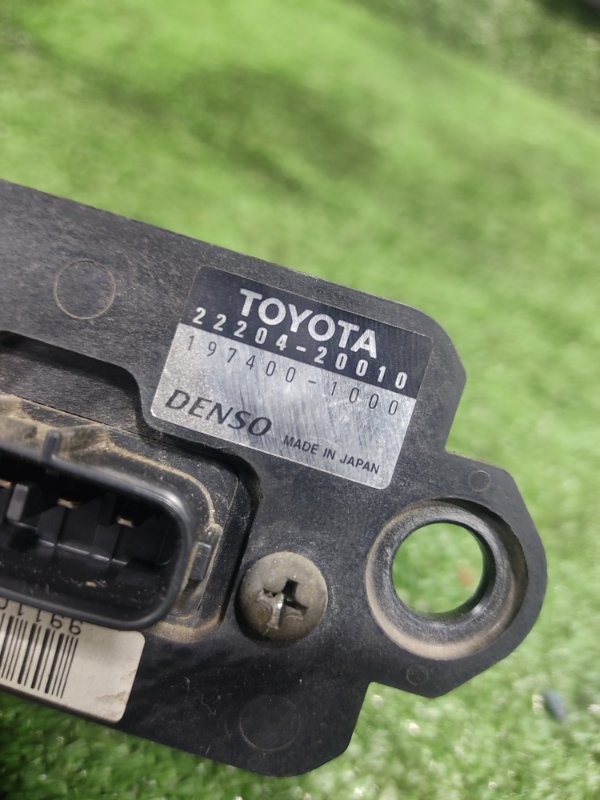 TOYOTA
22204-20010
197400-1000
DENSO MADE IN JAPAN